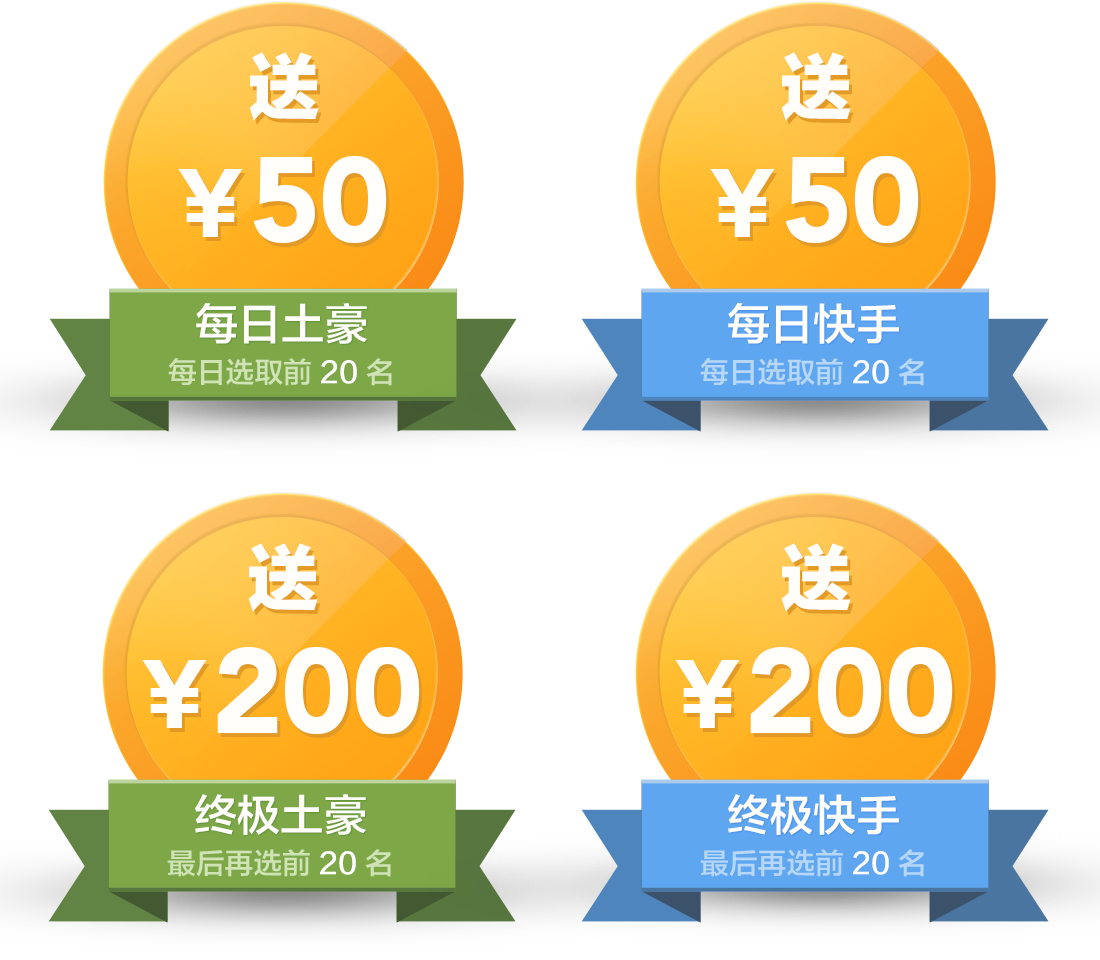 送
¥50
每日土豪
每日选取前 20 名
送
¥50
每日快手
每日选取前 20 名
送
¥200
终极土豪
最后再选前 20 名
送
¥200
终极快手
最后再选前 20 名